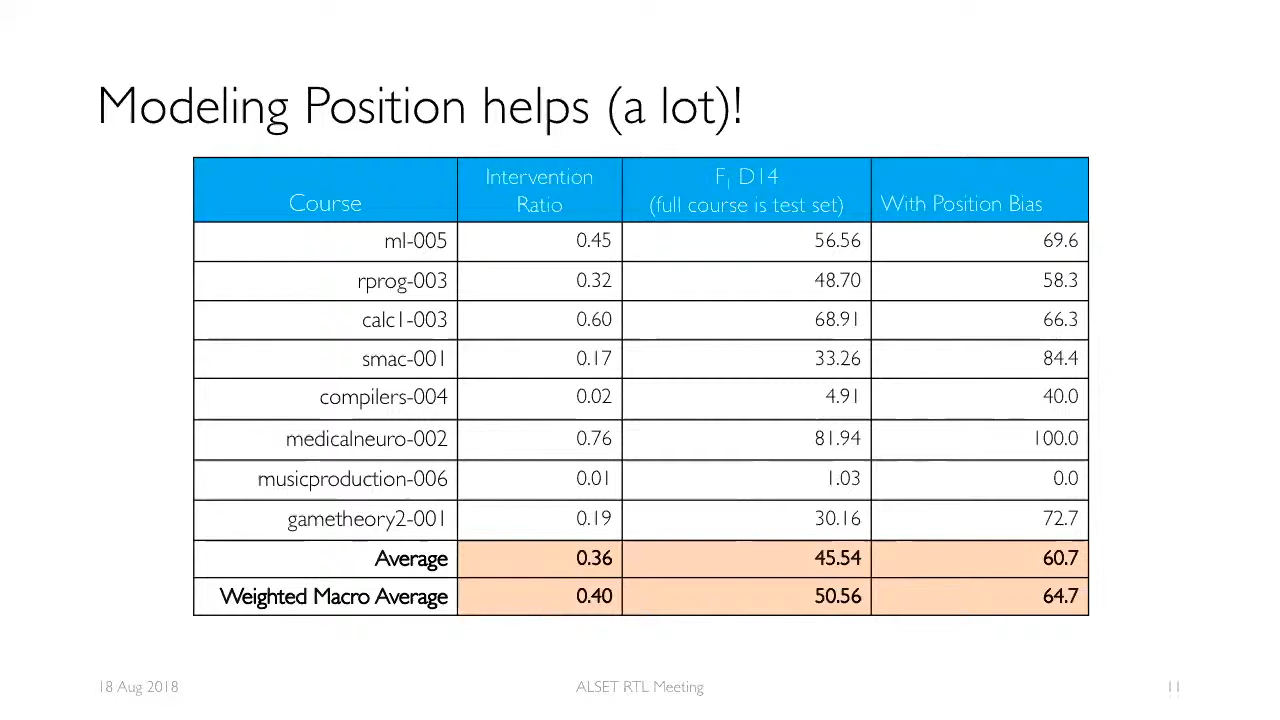 Modeling Position helps (a lot)!
Course Intervention Ratio F1 D14 (full course is test set) With Position Bias
ml-005 0.45 56.56 69.6
rprog-003 0.32 48.70 58.3
calc1-003 0.60 68.91 66.3
smac-001 0.17 33.26 84.4
compilers-004 0.02 4.91 40.0
medicalneuro-002 0.76 81.94 100.0
musicproduction-006 0.01 1.03 0.0
gametheory2-001 0.19 30.16 72.7
Average 0.36 45.54 60.7
Weighted Macro Average 0.40 50.56 64.7
18 Aug 2018 ALSET RTL Meeting 11